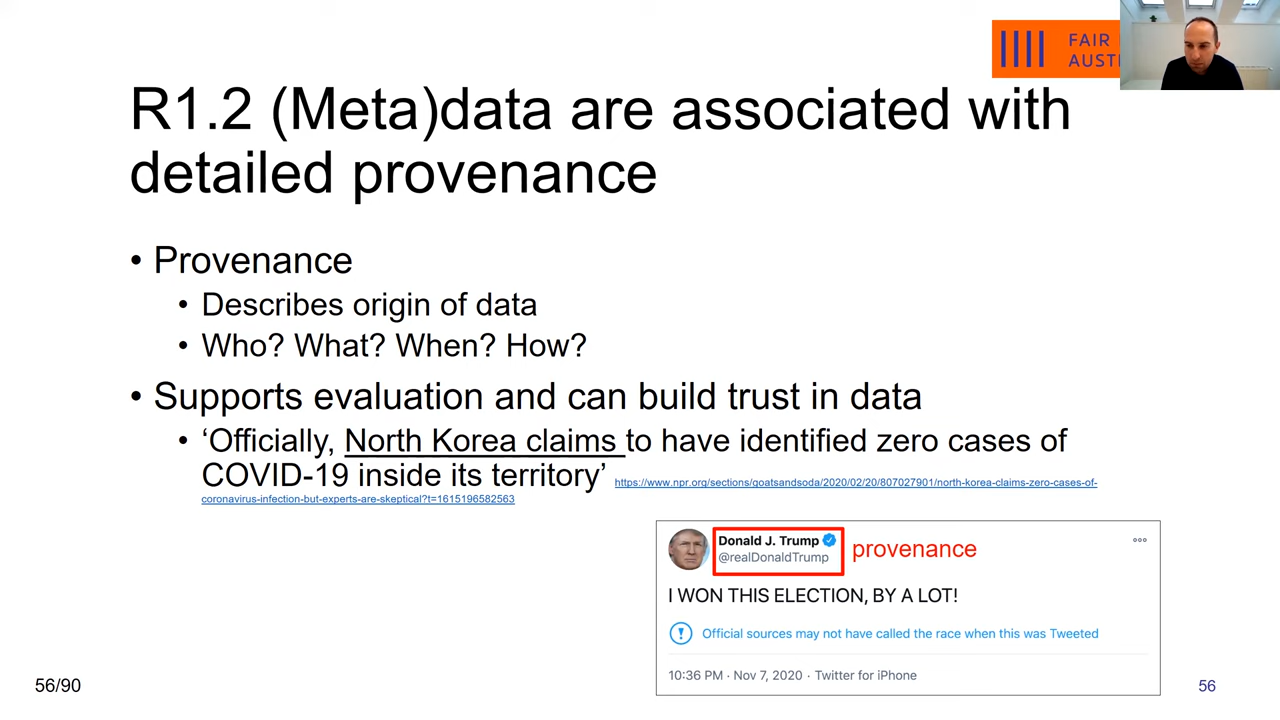 FAIR
AUST
R1.2 (Meta)data are associated with
detailed provenance
• Provenance
• Describes origin of data
• Who? What? When? How?
• Supports evaluation and can build trust in data
• ‘Officially, North Korea claims to have identified zero cases of
COVID-19 inside its territory’ https://www.npr.org/sections/goatsandsoda/2020/02/20/807027901/north-korea-claims-zero-cases-of-
coronavirus-infection-but-experts-are-skeptical?t=1615196582563
Donald J. Trump
@realDonaldTrump
provenance
I WON THIS ELECTION, BY A LOT!
Official sources may not have called the race when this was Tweeted
10:36 PM · Nov 7, 2020 · Twitter for iPhone
56/90
56